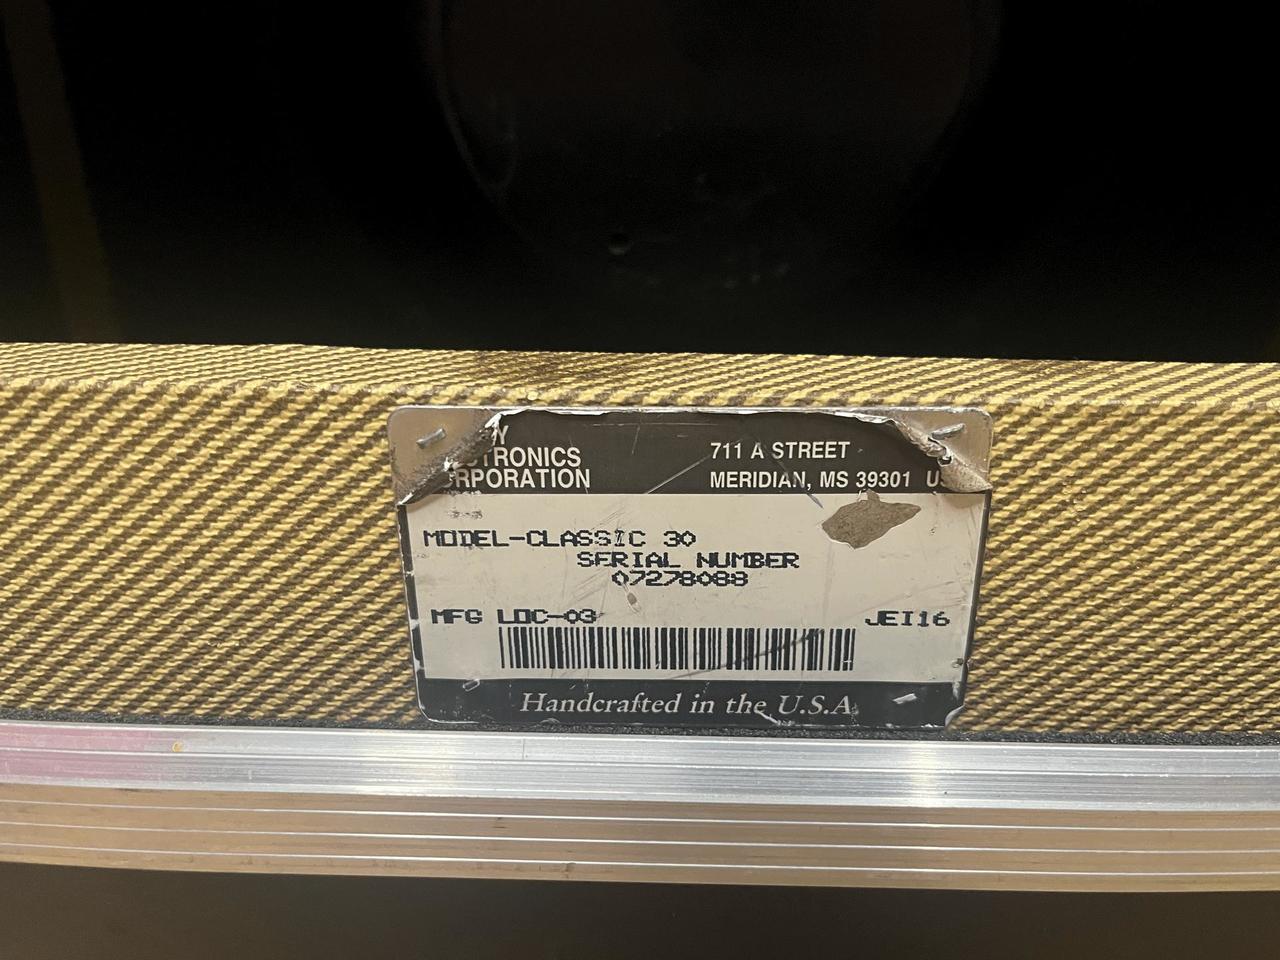 Y
TRONICS
RPORATION
711 A STREET
MERIDIAN, MS 39301 US
MODEL-CLASSIC 30
SERIAL NUMBER
07278088
MFG LOC-03
JEI16
Handcrafted in the U.S.A